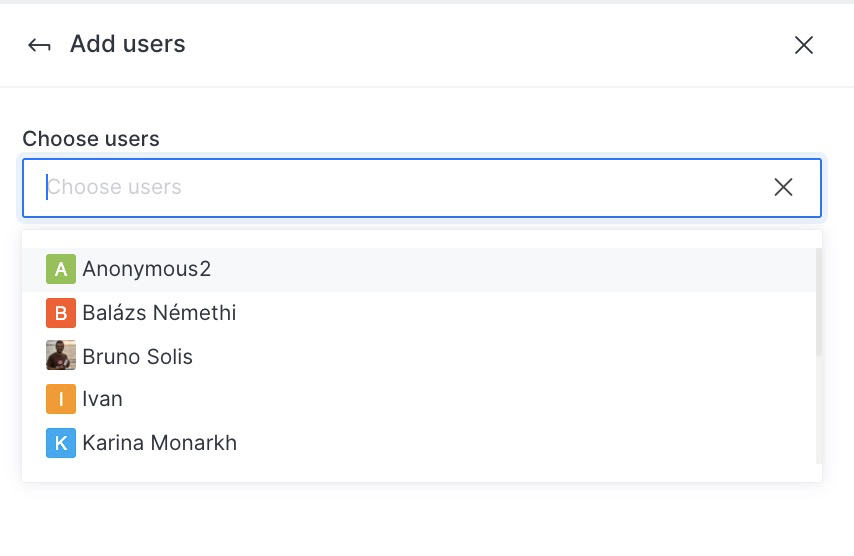 Add users
Choose users
Choose users
A Anonymous2
B Balázs Némethi
Bruno Solis
I Ivan
K Karina Monarkh